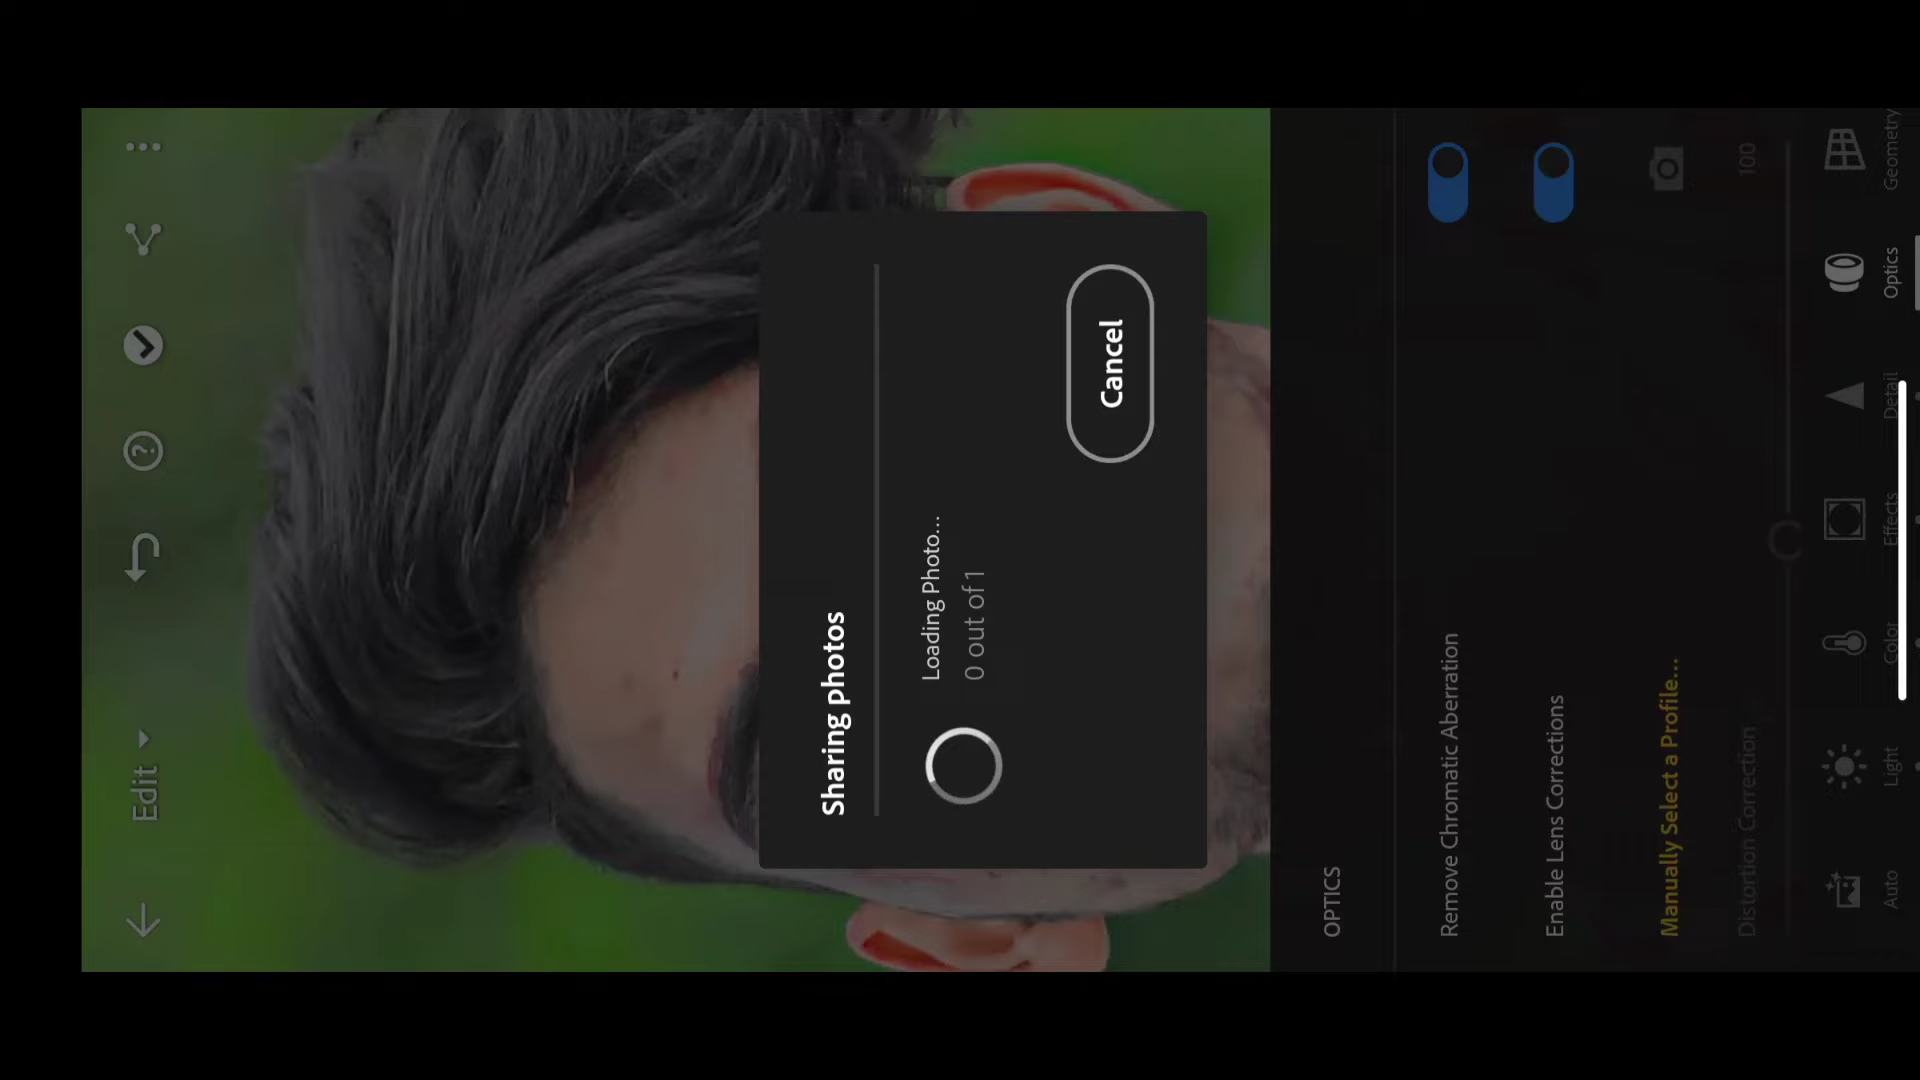 Edit
Sharing photos
Loading Photo...
0 out of 1
Cancel
OPTICS
Remove Chromatic Aberration
Enable Lens Corrections
Manually Select a Profile...
Distortion Correction
100
Auto
Light
Color
Effects
Detail
Optics
Geometry